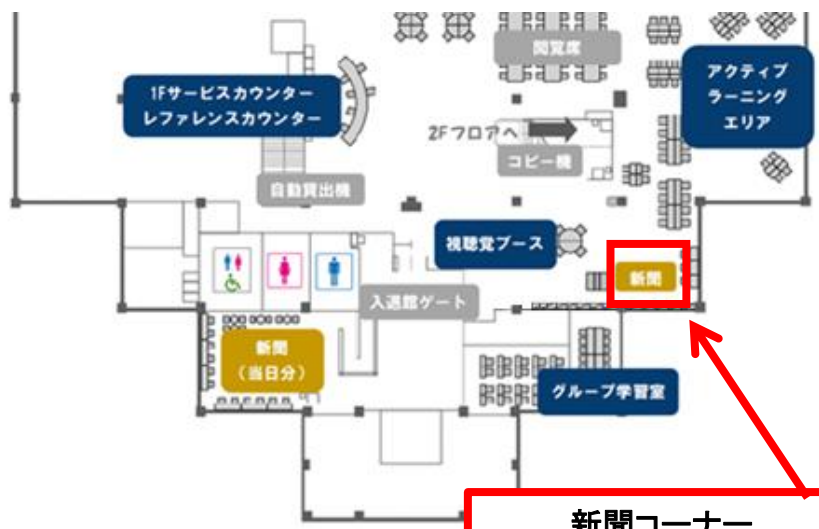 閲覧席
アクティブ
ラーニング
エリア
1Fサービスカウンター
レファレンスカウンター
2Fフロアへ
コピー機
自動貸出機
視聴覚ブース
新聞
入退館ゲート
新聞
（当日分）
グループ学習室
新聞コーナー